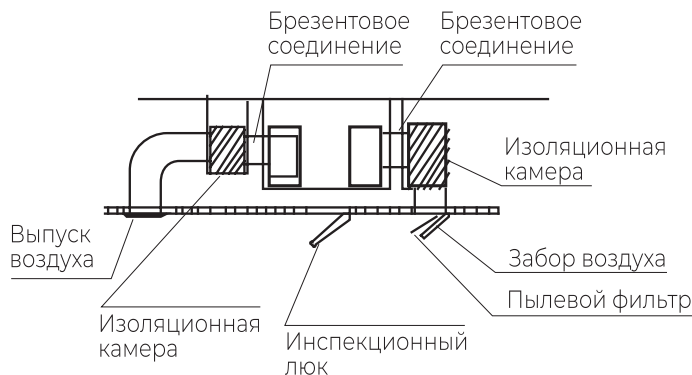 Брезентовое
соединение
Брезентовое
соединение
Изоляционная
камера
Выпуск
воздуха
Забор воздуха
Пылевой фильтр
Изоляционная
камера
Инспекционный
люк